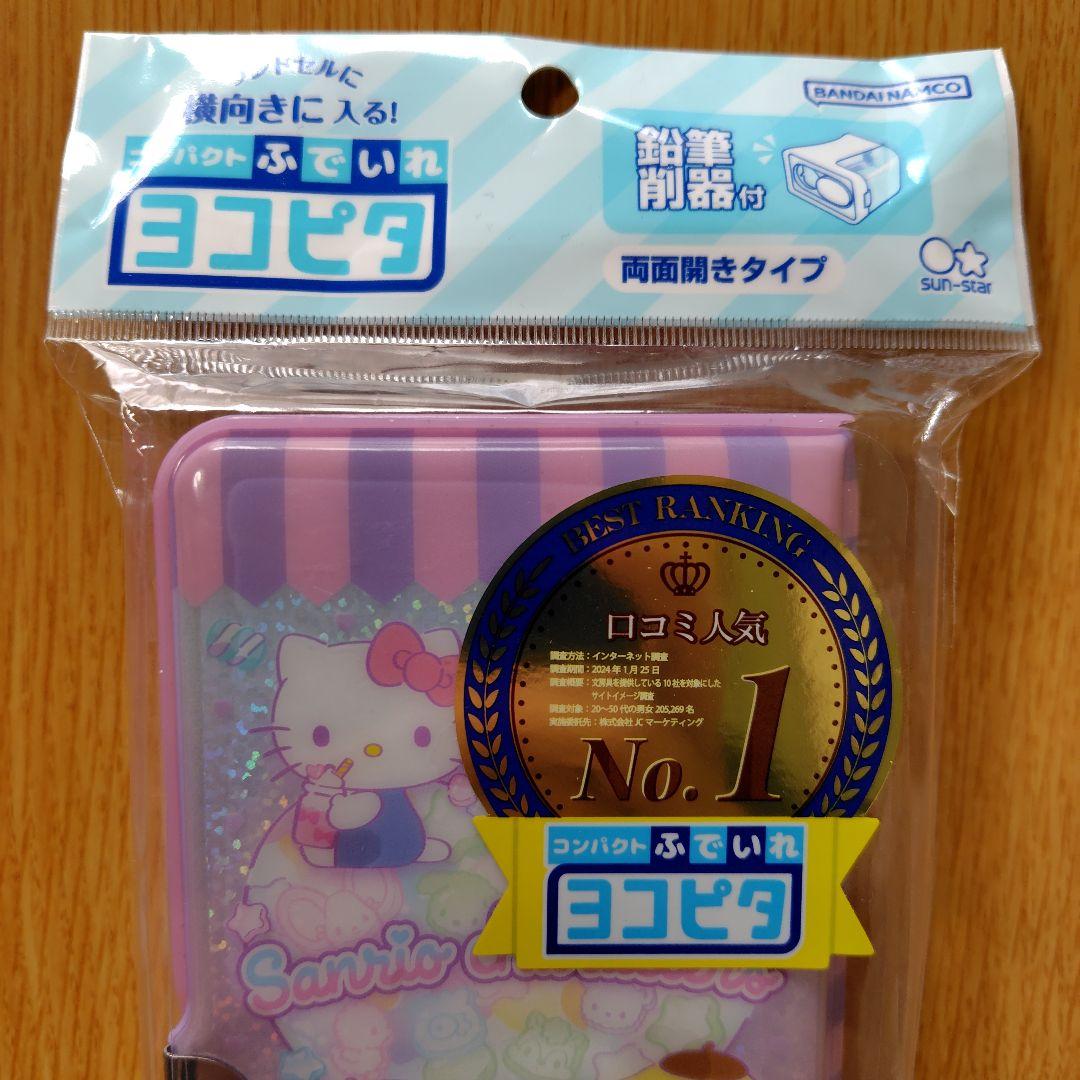 ランドセルに
横向きに入る!
コンパクト ふでいれ
ヨコピタ
BANDAI NAMCO
鉛筆
削器付
両面開きタイプ
sun-star
BEST RANKING
口コミ人気
調査方法:インターネット調査
調査期間:2024年1月25日
調査概要:文房具を提供している10社を対象にした
サイトイメージ調査
調査対象:20〜50代の男女205,269名
実施委託先:株式会社JCマーケティング
No.1
コンパクト ふでいれ
ヨコピタ
Sanrio